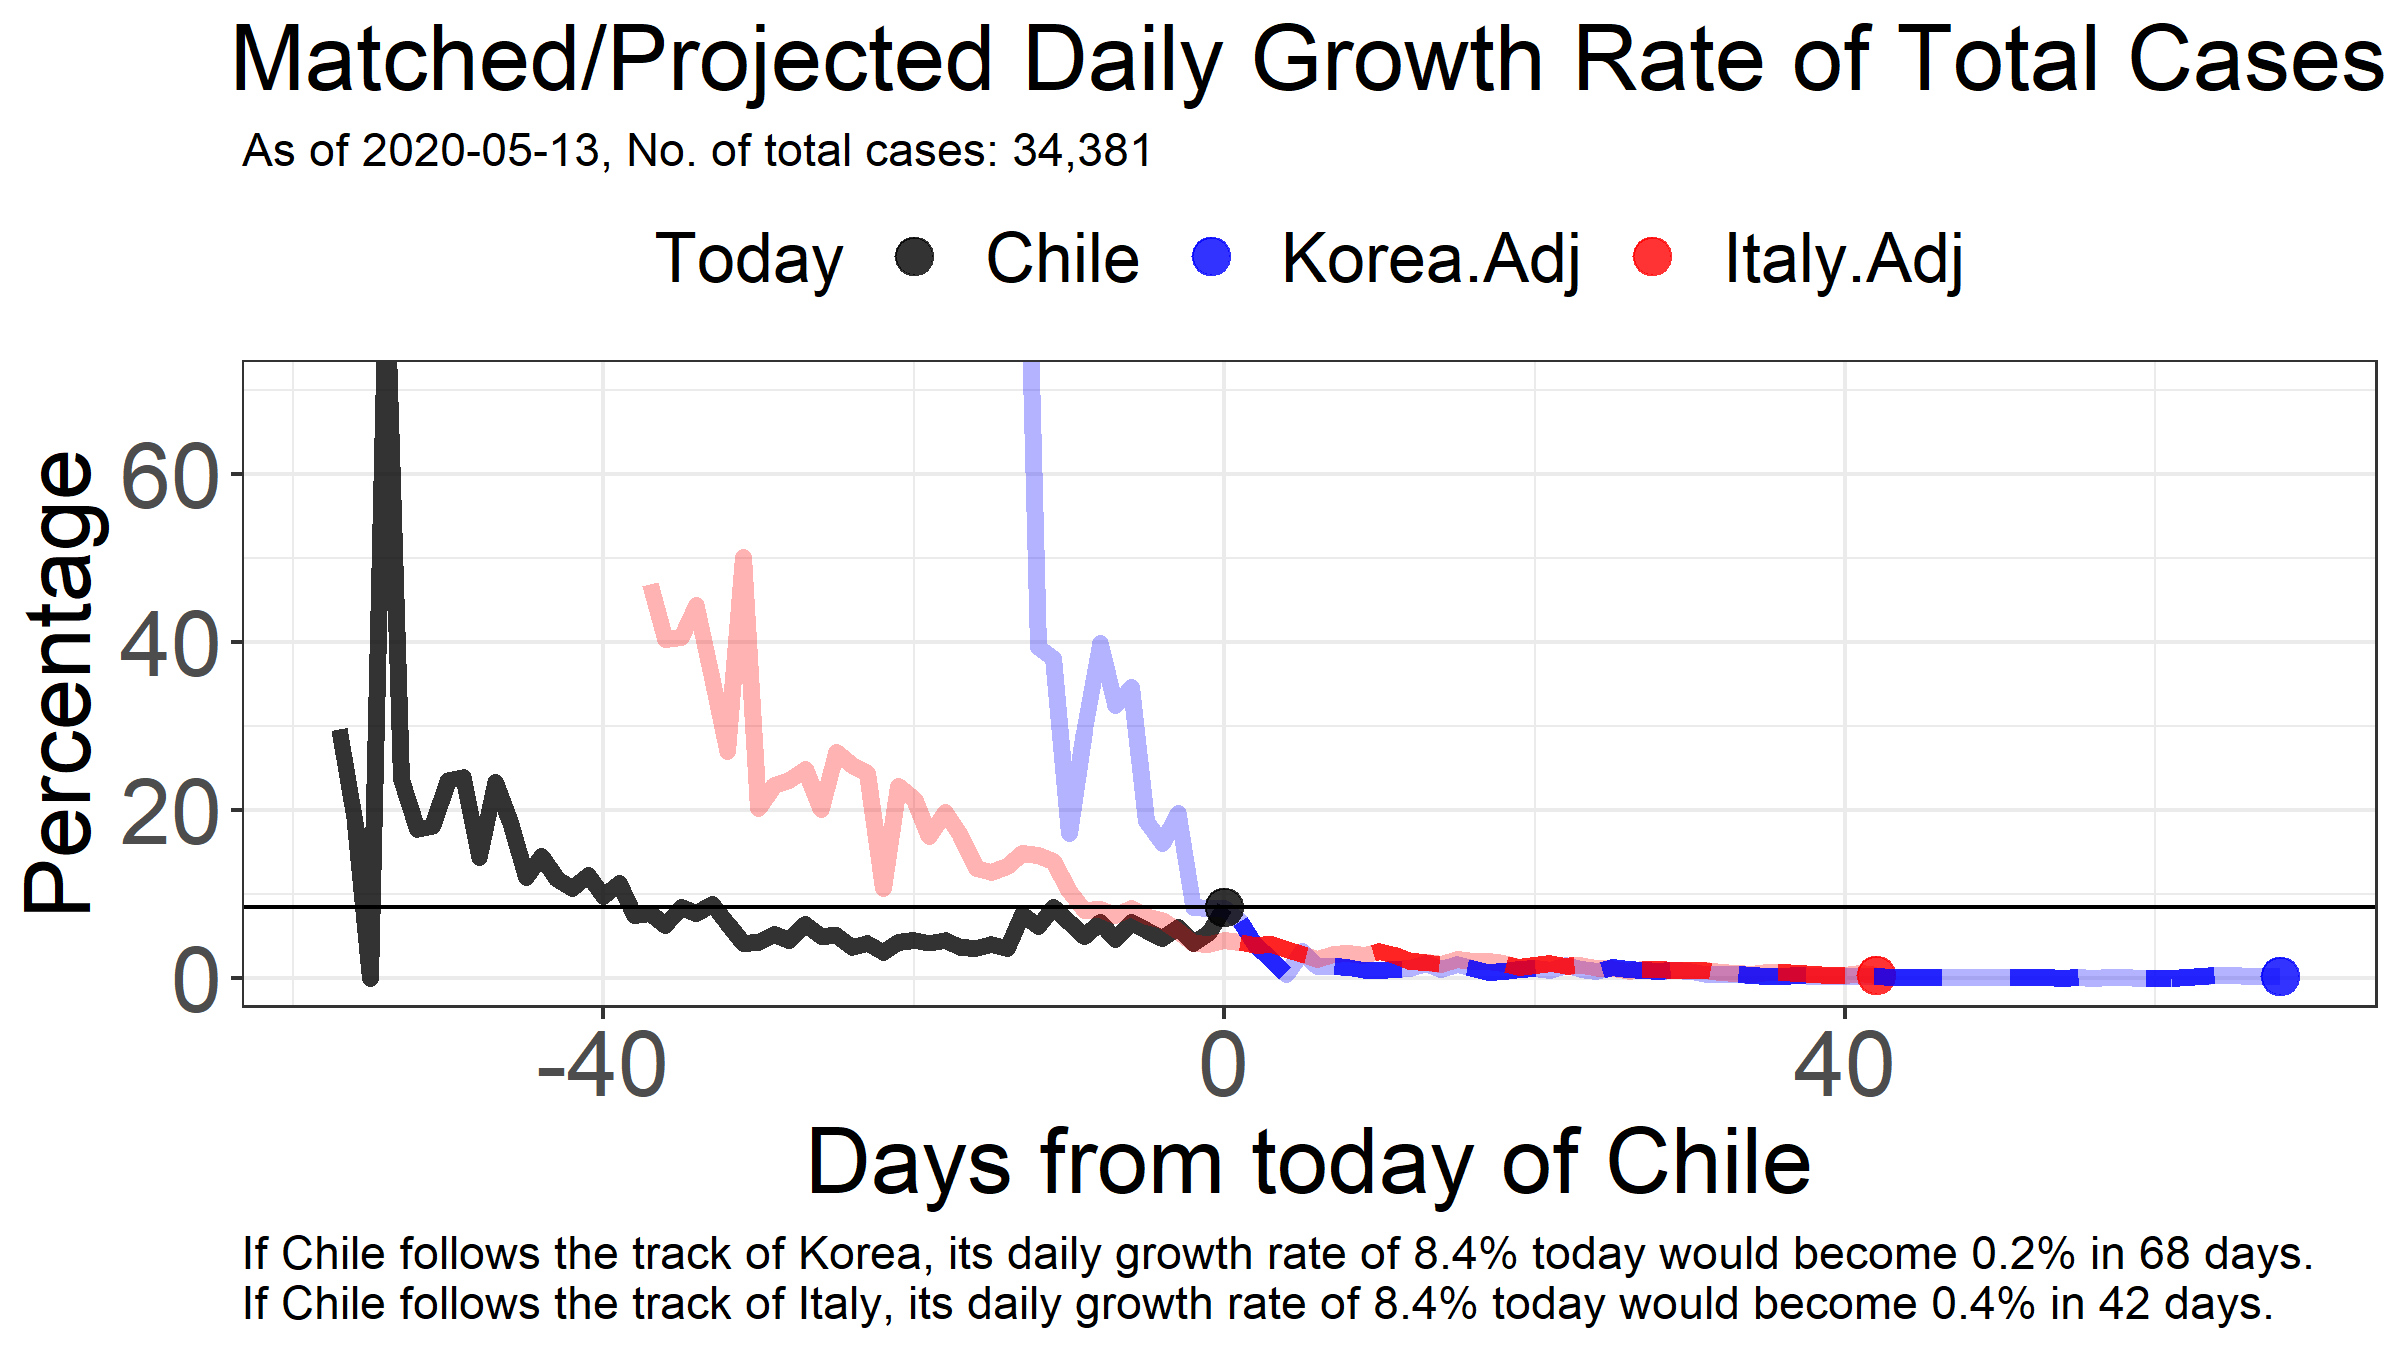 Matched/Projected Daily Growth Rate of Total Cases
As of 2020-05-13, No. of total cases: 34,381
Today Chile Korea.Adj Italy.Adj
Percentage
60
40
20
0
-40 0 40
Days from today of Chile
If Chile follows the track of Korea, its daily growth rate of 8.4% today would become 0.2% in 68 days.
If Chile follows the track of Italy, its daily growth rate of 8.4% today would become 0.4% in 42 days.